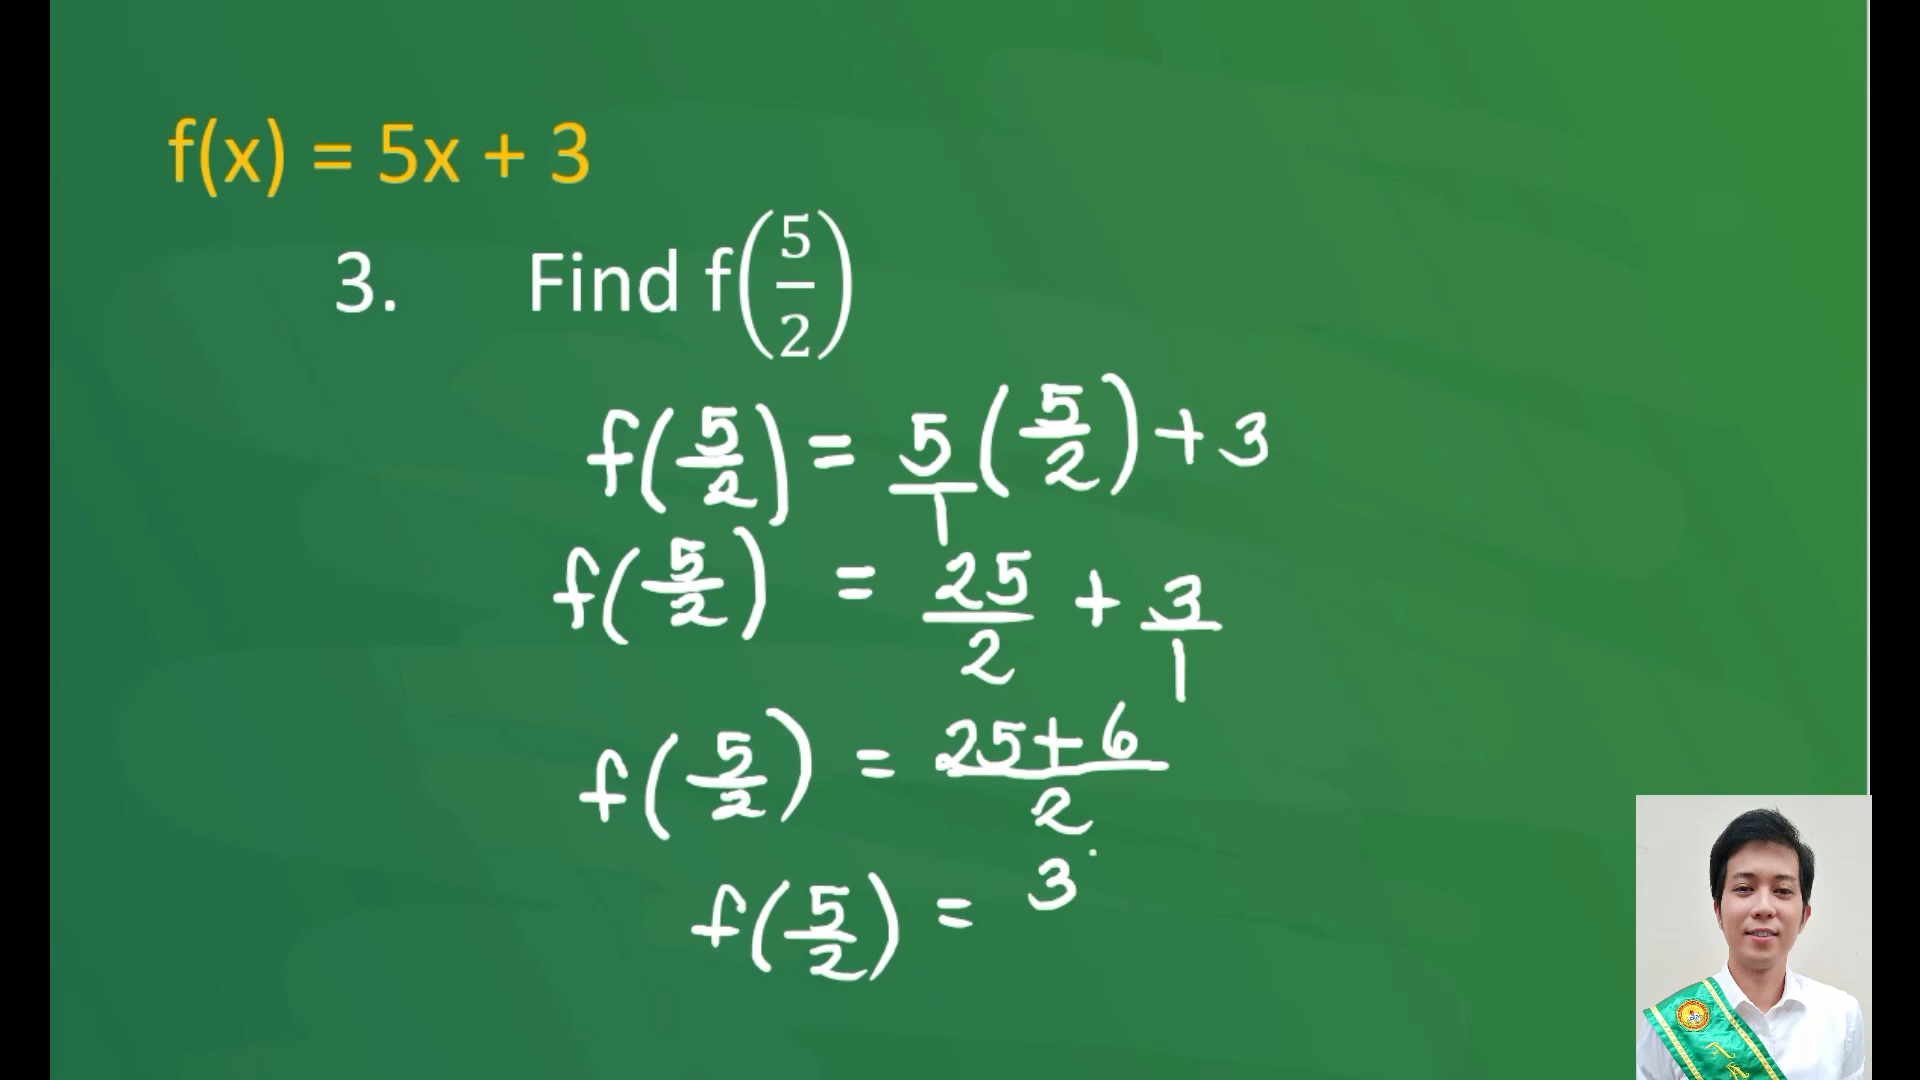 f(x) = 5x + 3
3. Find f(5/2)
f(5/2) = 5/1 (5/2) + 3
f(5/2) = 25/2 + 3/1
f(5/2) = 25+6/2
f(5/2) = 3